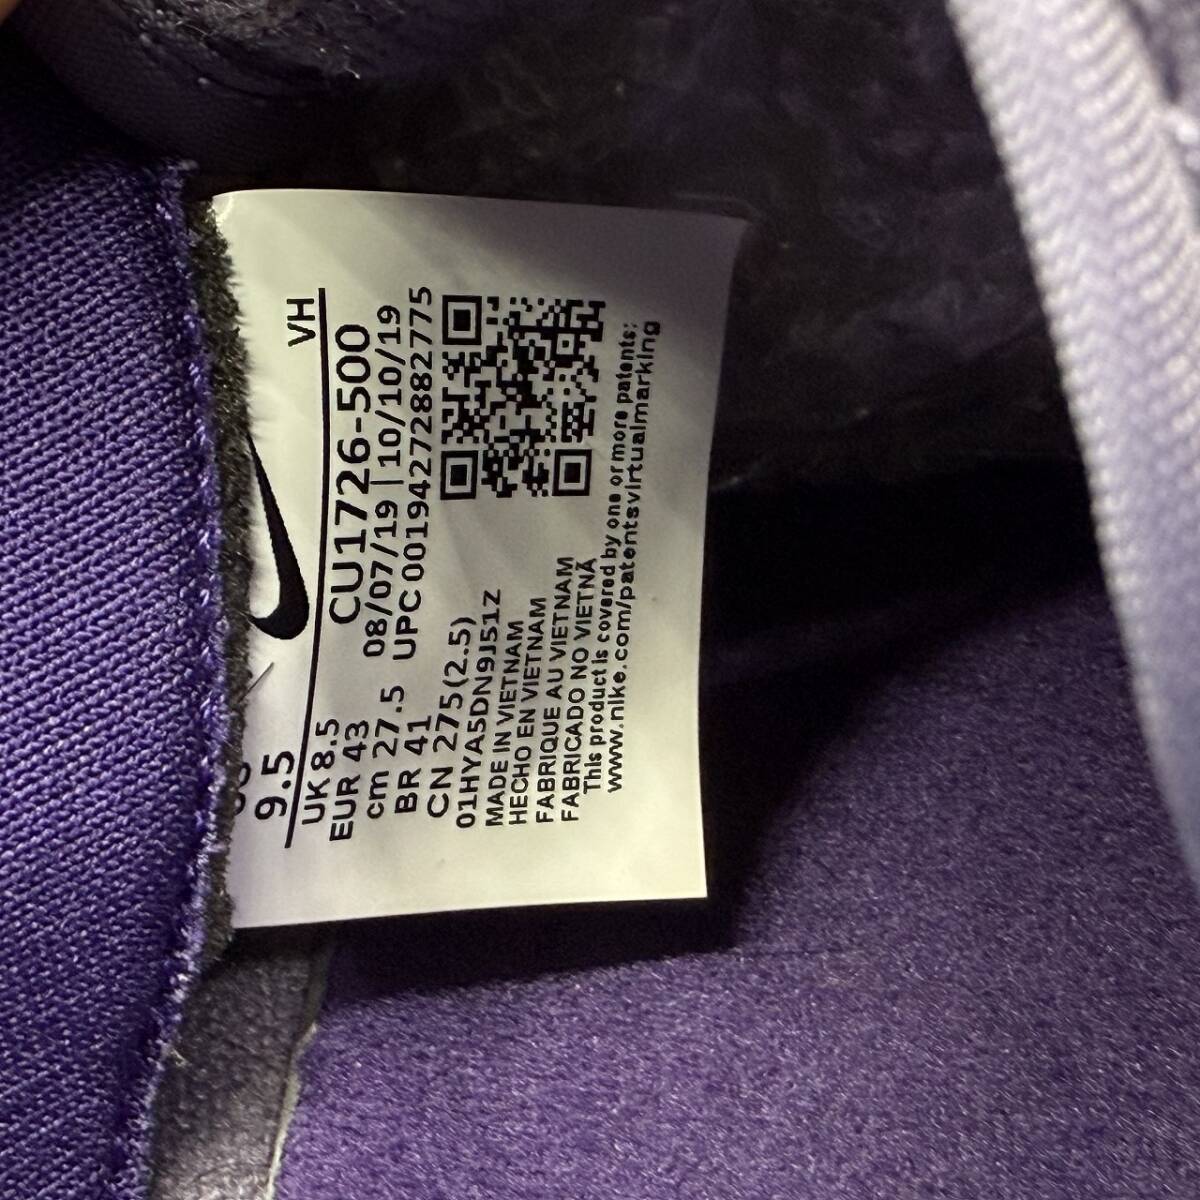 9.5
VH
UK 8.5
CU1726-500
EUR 43
08/07/19 | 10/10/19
cm 27.5
UPC 00194272882775
BR 41
CN 275(2.5)
01HYA5DN9J51Z
MADE IN VIETNAM
HECHO EN VIETNAM
FABRIQUE AU VIETNAM
FABRICADO NO VIETNÃ
This product is covered by one or more patents:
www.nike.com/patentsvirtualmarking